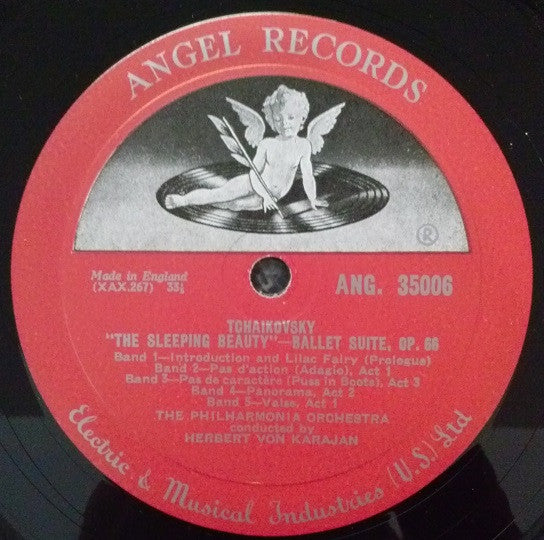 ANGEL RECORDS
®
Made in England
(XAX.267) 33⅓
ANG. 35006
TCHAIKOVSKY
"THE SLEEPING BEAUTY"—BALLET SUITE, OP. 66
Band 1—Introduction and Lilac Fairy (Prologue)
Band 2—Pas d'action (Adagio), Act 1
Band 3—Pas de caractère (Puss in Boots), Act 3
Band 4—Panorama, Act 2
Band 5—Valse, Act 1
THE PHILHARMONIA ORCHESTRA
conducted by
HERBERT VON KARAJAN
Electric & Musical Industries (U.S.) Ltd